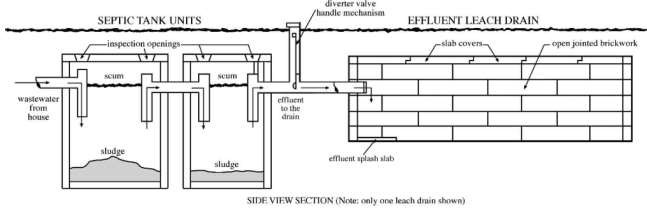 SEPTIC TANK UNITS
diverter valve
handle mechanism
EFFLUENT LEACH DRAIN
inspection openings
slab covers
open jointed brickwork
scum
scum
wastewater
from
house
effluent
to the
drain
sludge
sludge
effluent splash slab
SIDE VIEW SECTION (Note: only one leach drain shown)